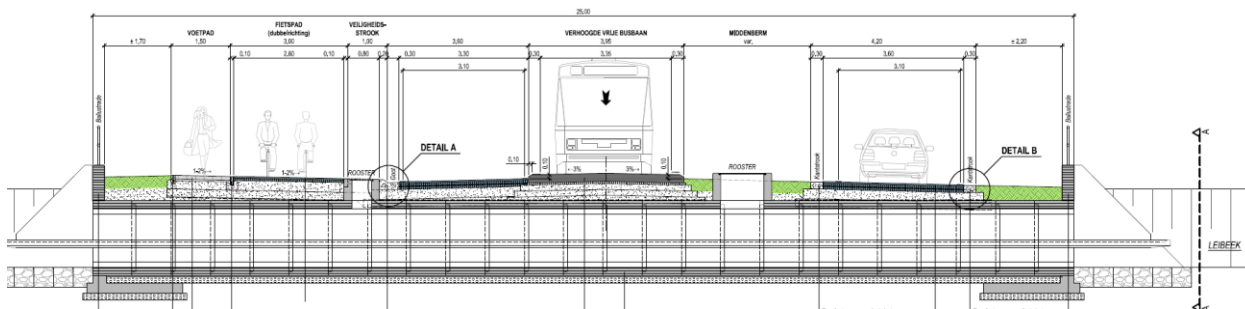 25,00
VOETPAD
FIETSPAD
(dubbelrichting)
VEILIGHEIDS-
STROOK
VERHOOGDE VRIJE BUSBAAN
MIDDENBERM
var.
± 1,70
1,50
3,00
1,00
3,60
3,95
4,20
± 2,20
0,10
2,80
0,10
0,80
0,20
0,30
3,30
0,30
3,35
0,30
0,30
3,60
0,30
3,10
3,10
Balustrade
Balustrade
A
DETAIL A
DETAIL B
0,10
0,10
0,10
ROOSTER
ROOSTER
Goot
Kantstrook
Kantstrook
1-2%
1-2%
3%
3%
LEIBEEK
A